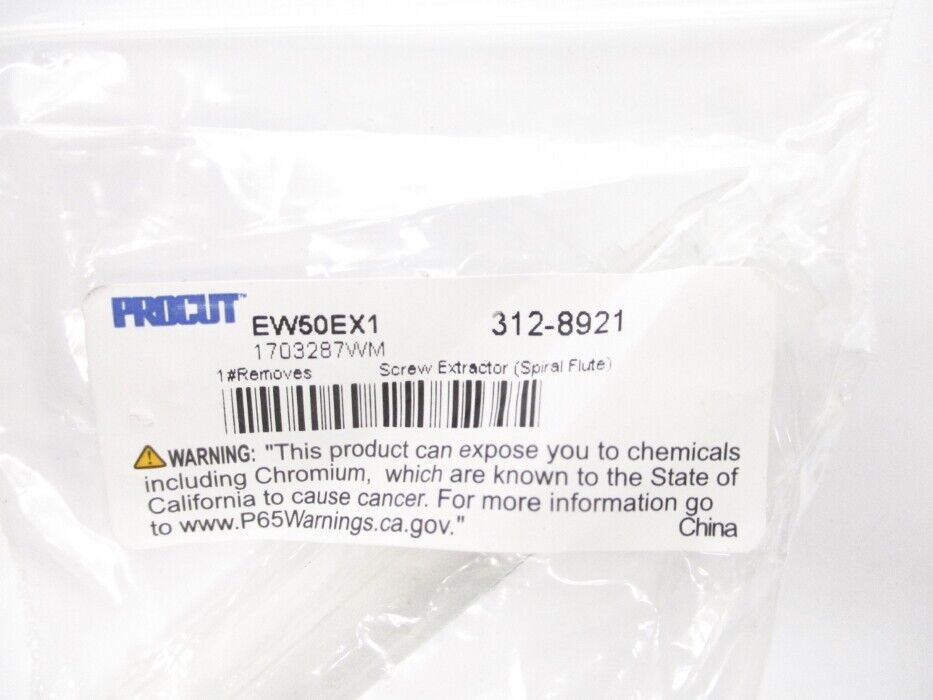 PROCUT™ EW50EX1 312-8921
1703287WM
1#Removes Screw Extractor (Spiral Flute)
WARNING: "This product can expose you to chemicals
including Chromium, which are known to the State of
California to cause cancer. For more information go
to www.P65Warnings.ca.gov." China